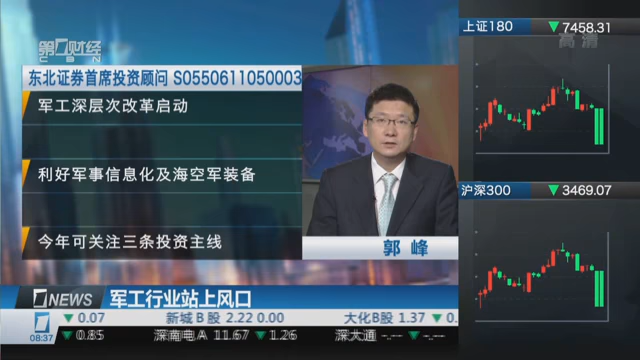 第1财经
CBN
东北证券首席投资顾问 S0550611050003
军工深层次改革启动
利好军事信息化及海空军装备
今年可关注三条投资主线
郭 峰
上证180 ▼7458.31
高清
沪深300 ▼3469.07
1NEWS 军工行业站上风口
▼0.07 新城B股 2.22 0.00 大化B股 1.37 ▼0.
08:37 ▼0.85 深南电A 11.67 ▼1.26 深大通 -.-- ▼-.--